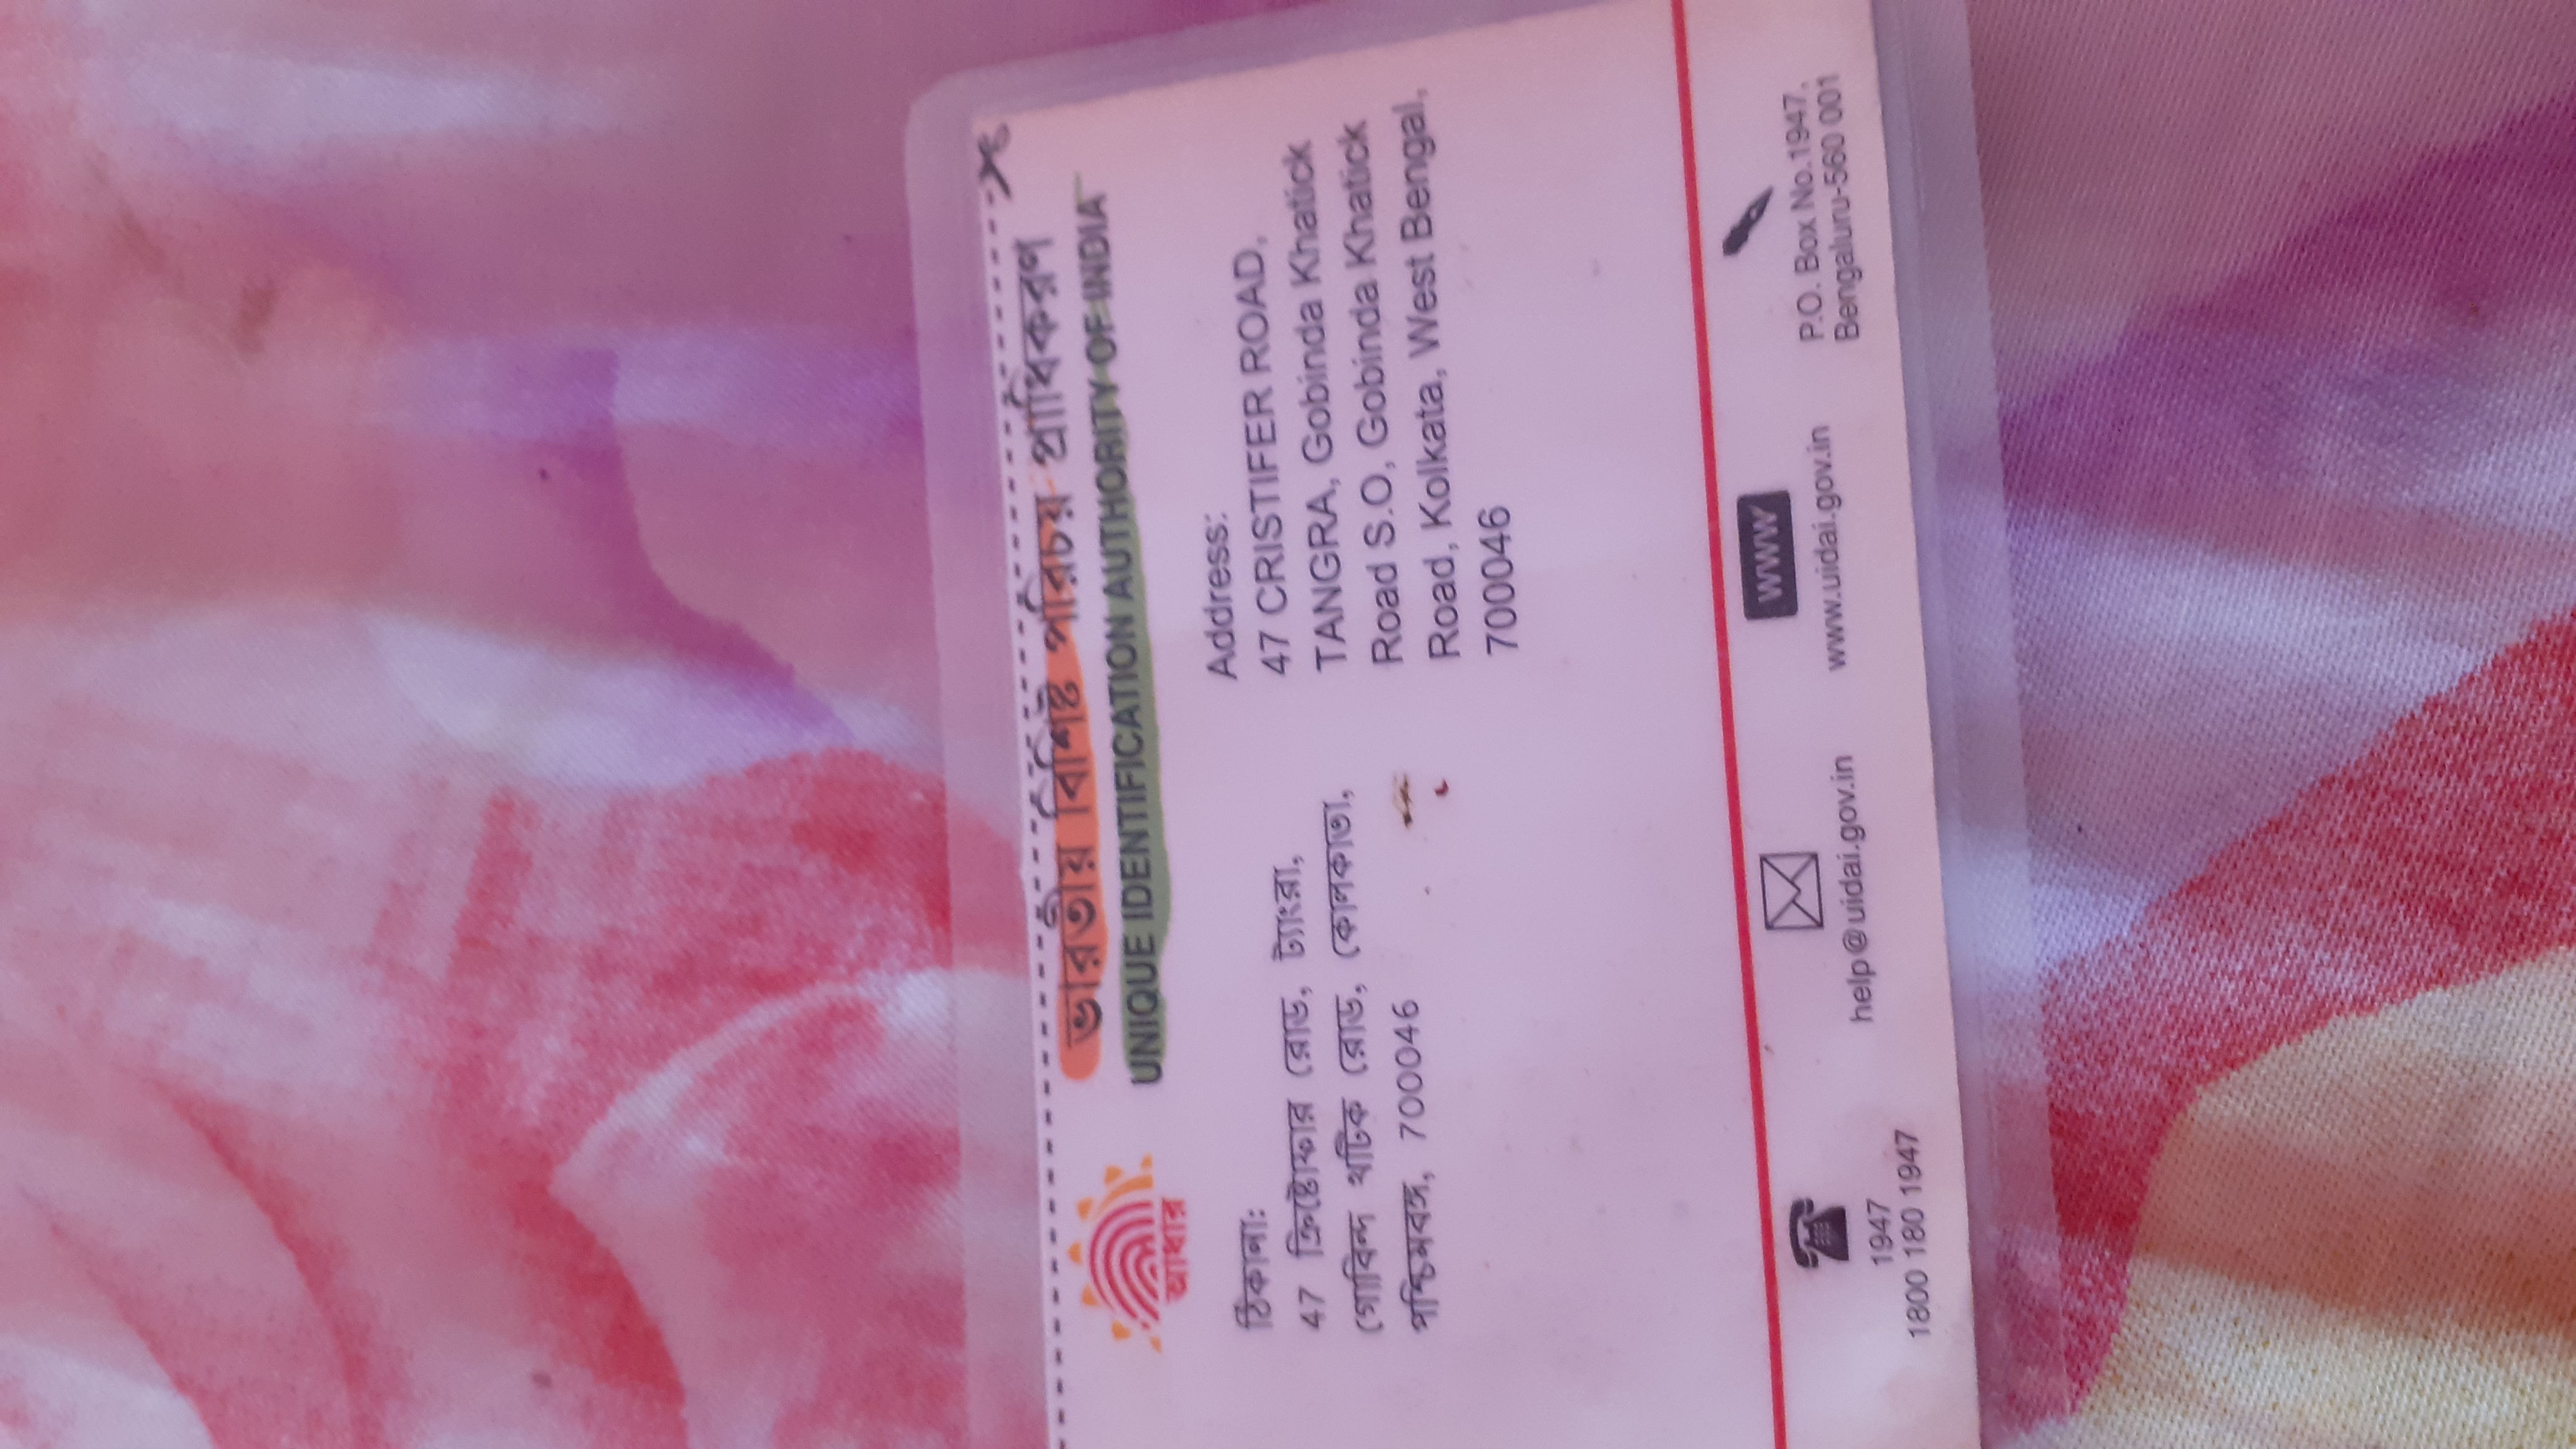 ভারতীয় বিশিষ্ট পরিচয় প্রাধিকরণ
UNIQUE IDENTIFICATION AUTHORITY OF INDIA
আধার
ঠিকানা:
47 ক্রিষ্টোফার রোড, ট্যাংরা,
গোবিন্দ খটিক রোড, কোলকাতা,
পশ্চিমবঙ্গ, 700046
Address:
47 CRISTIFER ROAD,
TANGRA, Gobinda Khatick
Road S.O, Gobinda Khatick
Road, Kolkata, West Bengal,
700046
1947
1800 180 1947
help@uidai.gov.in
WWW
www.uidai.gov.in
P.O. Box No.1947,
Bengaluru-560 001